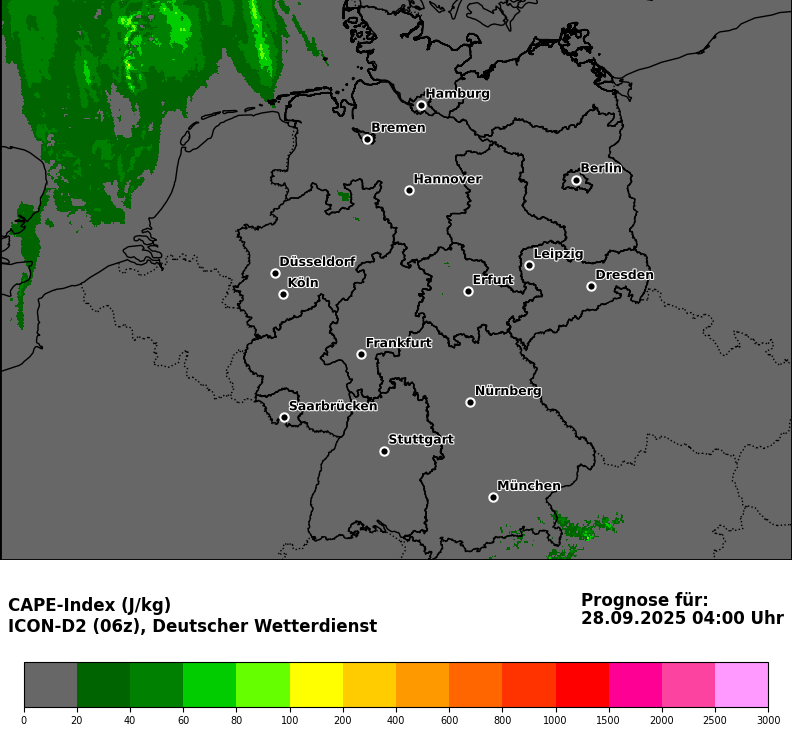 Hamburg
Bremen
Berlin
Hannover
Leipzig
Düsseldorf
Dresden
Köln
Erfurt
Frankfurt
Nürnberg
Saarbrücken
Stuttgart
München
CAPE-Index (J/kg)
ICON-D2 (06z), Deutscher Wetterdienst
Prognose für:
28.09.2025 04:00 Uhr
0 20 40 60 80 100 200 400 600 800 1000 1500 2000 2500 3000